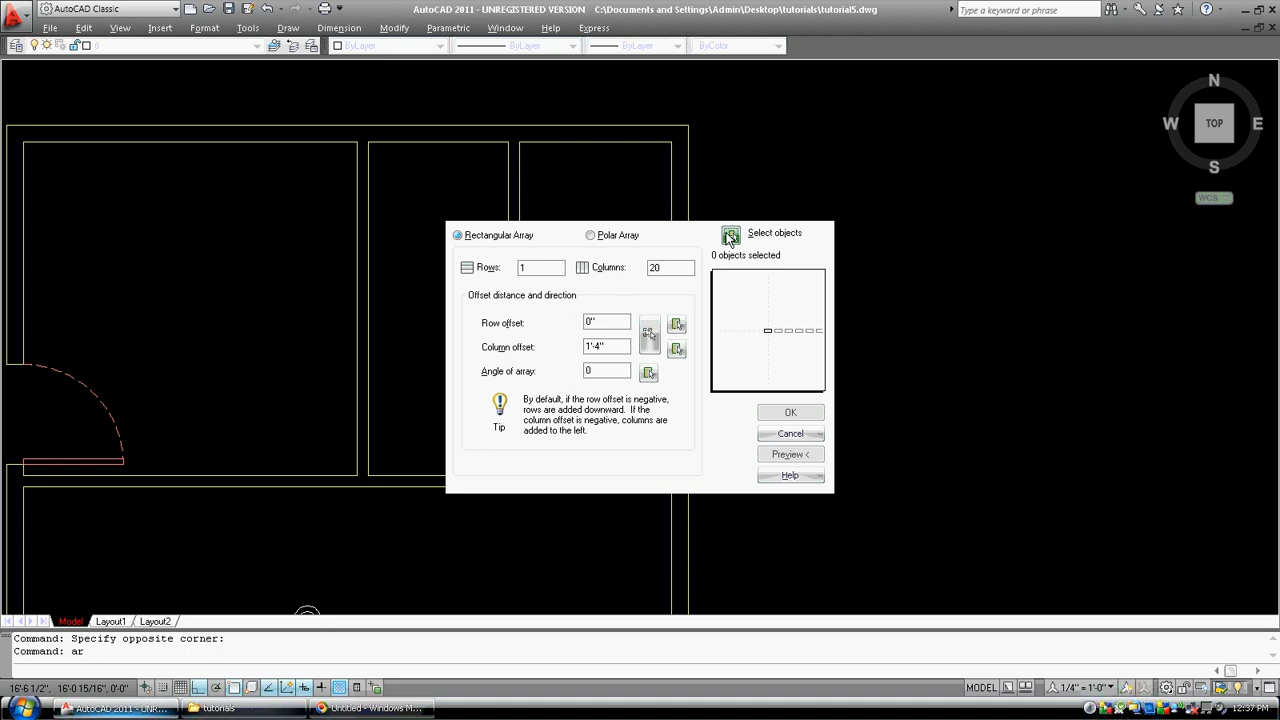 AutoCAD Classic
AutoCAD 2011 - UNREGISTERED VERSION C:\Documents and Settings\Admin\Desktop\tutorials\tutorial5.dwg
Type a keyword or phrase
File Edit View Insert Format Tools Draw Dimension Modify Parametric Window Help Express
0 ByLayer ByLayer ByLayer ByColor
N
W TOP E
S
WCS
Rectangular Array Polar Array Select objects
0 objects selected
Rows: 1 Columns: 20
Offset distance and direction
Row offset: 0"
Column offset: 1'-4"
Angle of array: 0
Tip
By default, if the row offset is negative,
rows are added downward. If the
column offset is negative, columns are
added to the left.
OK
Cancel
Preview <
Help
Model Layout1 Layout2
Command: Specify opposite corner:
Command: ar
16'-6 1/2", 16'-0 15/16", 0'-0" MODEL 1/4" = 1'-0"
AutoCAD 2011 - UNR... tutorials Untitled - Windows M... 12:37 PM